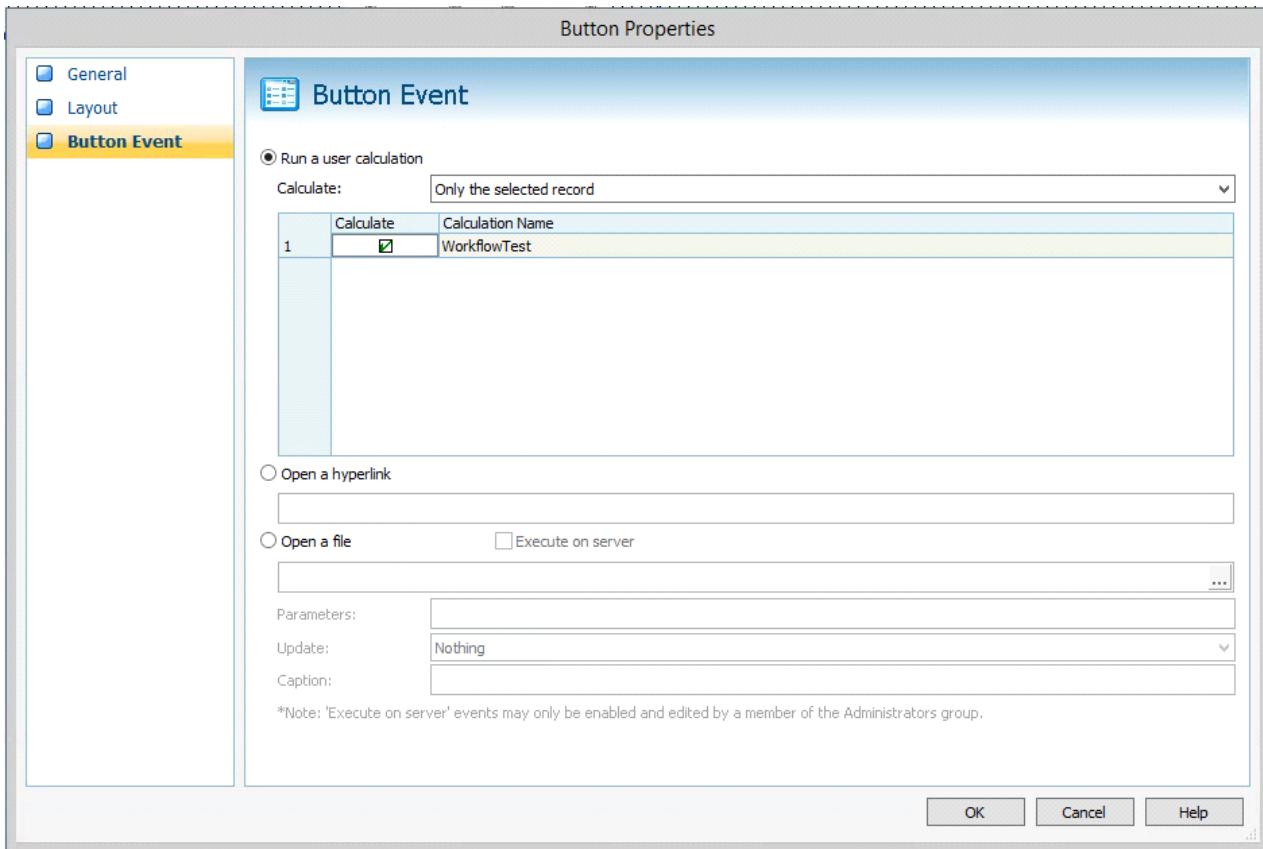 Button Properties
General
Layout
Button Event
Button Event
Run a user calculation
Calculate: Only the selected record
Calculate Calculation Name
1 WorkflowTest
Open a hyperlink
Open a file Execute on server
...
Parameters:
Update: Nothing
Caption:
*Note: 'Execute on server' events may only be enabled and edited by a member of the Administrators group.
OK Cancel Help